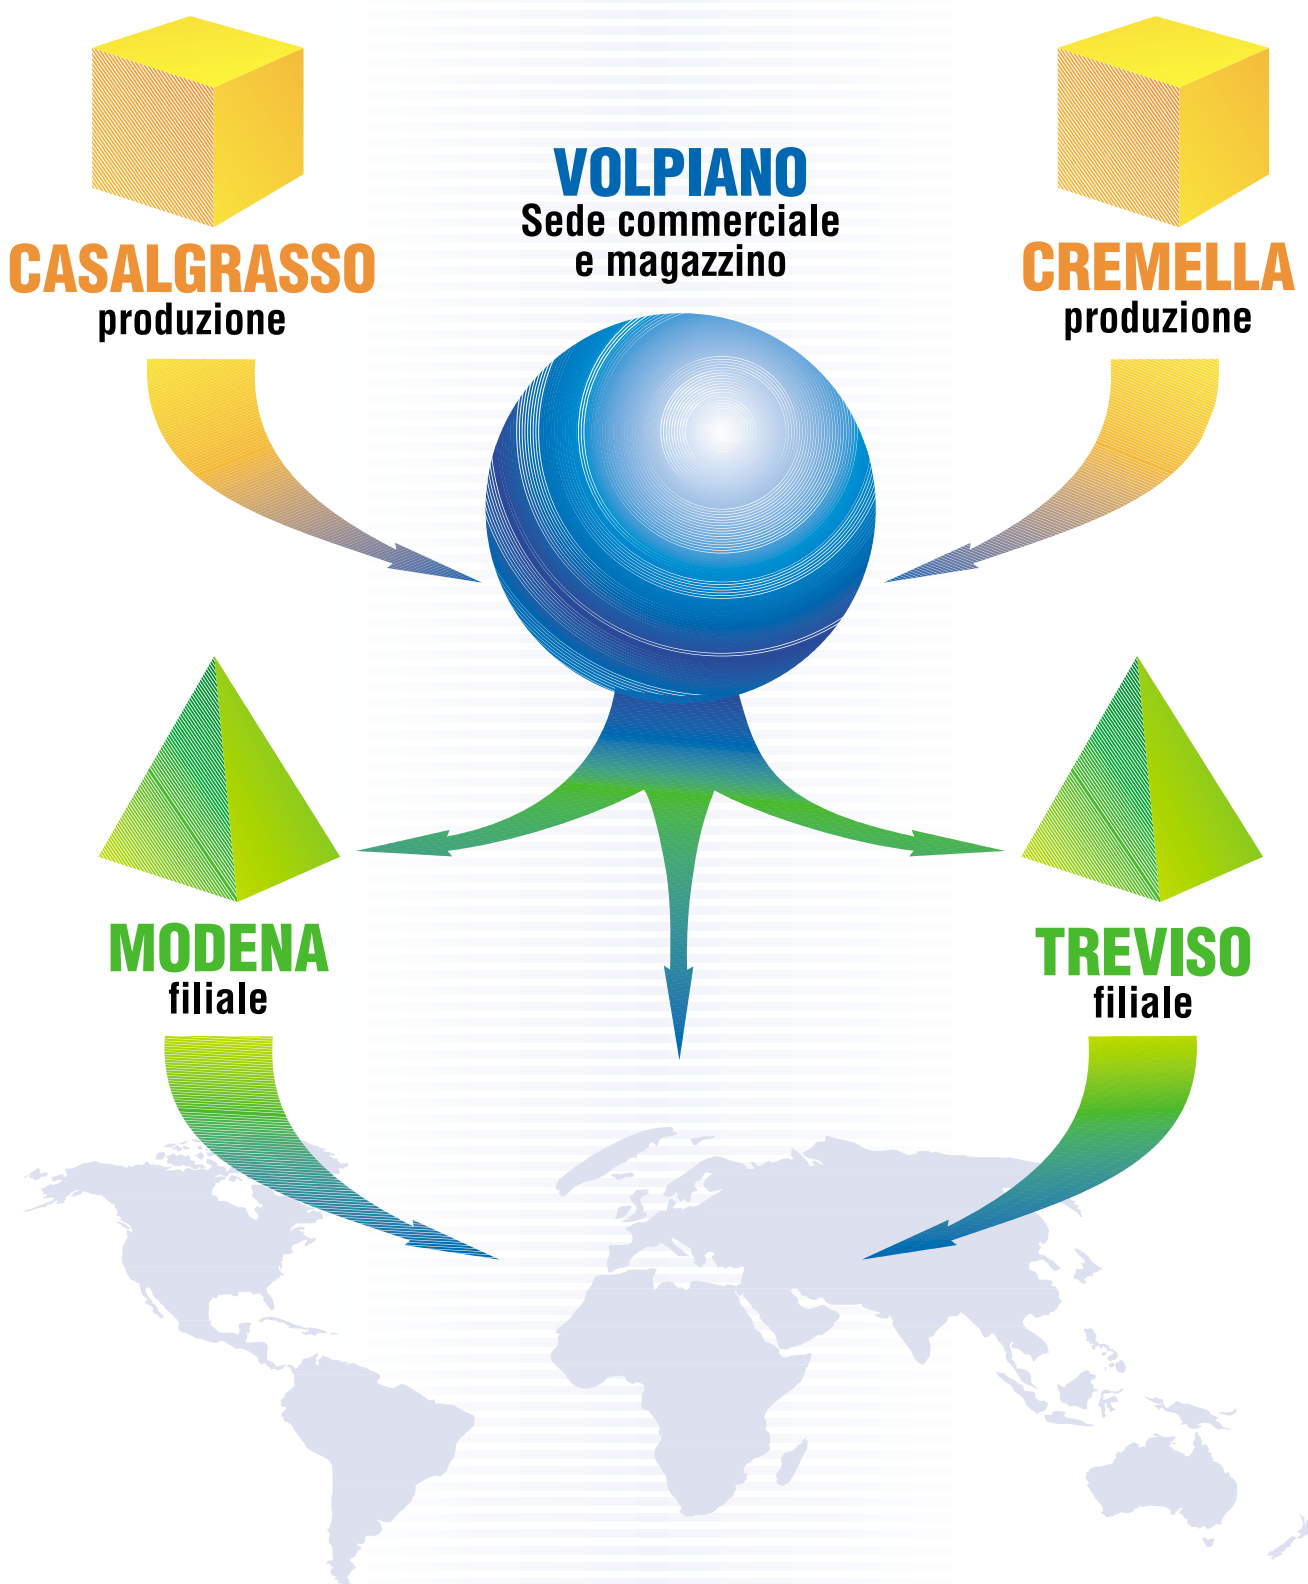 VOLPIANO
Sede commerciale
e magazzino
CASALGRASSO
produzione
CREMELLA
produzione
MODENA
filiale
TREVISO
filiale